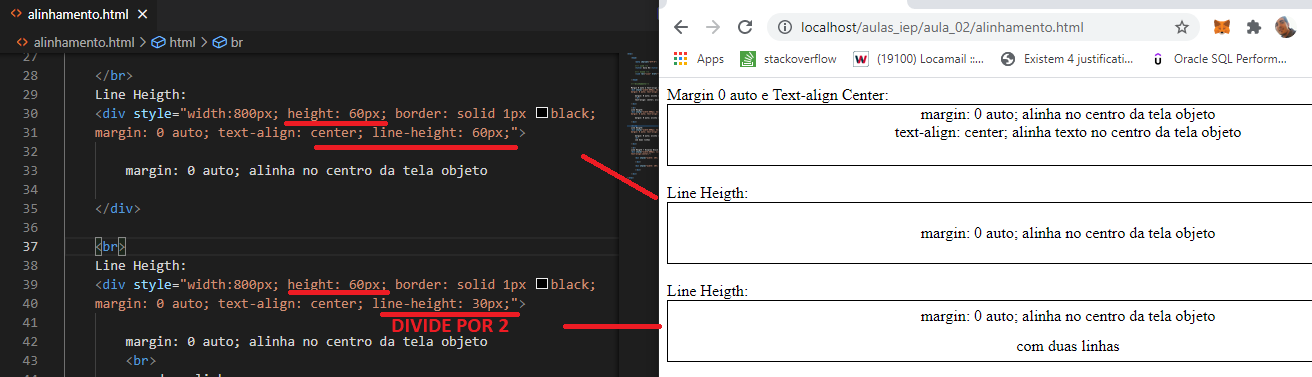 alinhamento.html
alinhamento.html > html > br
27
28 </br>
29 Line Heigth:
30 <div style="width:800px; height: 60px; border: solid 1px black;
31 margin: 0 auto; text-align: center; line-height: 60px;">
32
33 margin: 0 auto; alinha no centro da tela objeto
34
35 </div>
36
37 <br>
38 Line Heigth:
39 <div style="width:800px; height: 60px; border: solid 1px black;
40 margin: 0 auto; text-align: center; line-height: 30px;">
41 DIVIDE POR 2
42 margin: 0 auto; alinha no centro da tela objeto
43 <br>
44
localhost/aulas_iep/aula_02/alinhamento.html
Apps stackoverflow (19100) Locamail ::... Existem 4 justificati... Oracle SQL Perform...
Margin 0 auto e Text-align Center:
margin: 0 auto; alinha no centro da tela objeto
text-align: center; alinha texto no centro da tela objeto
Line Heigth:
margin: 0 auto; alinha no centro da tela objeto
Line Heigth:
margin: 0 auto; alinha no centro da tela objeto
com duas linhas